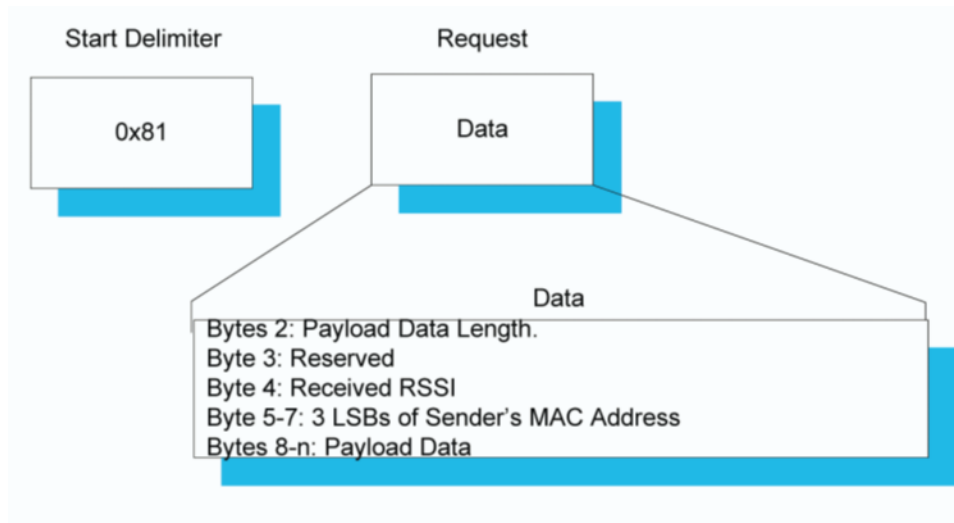 Start Delimiter
Request
0x81
Data
Data
Bytes 2: Payload Data Length.
Byte 3: Reserved
Byte 4: Received RSSI
Byte 5-7: 3 LSBs of Sender's MAC Address
Bytes 8-n: Payload Data